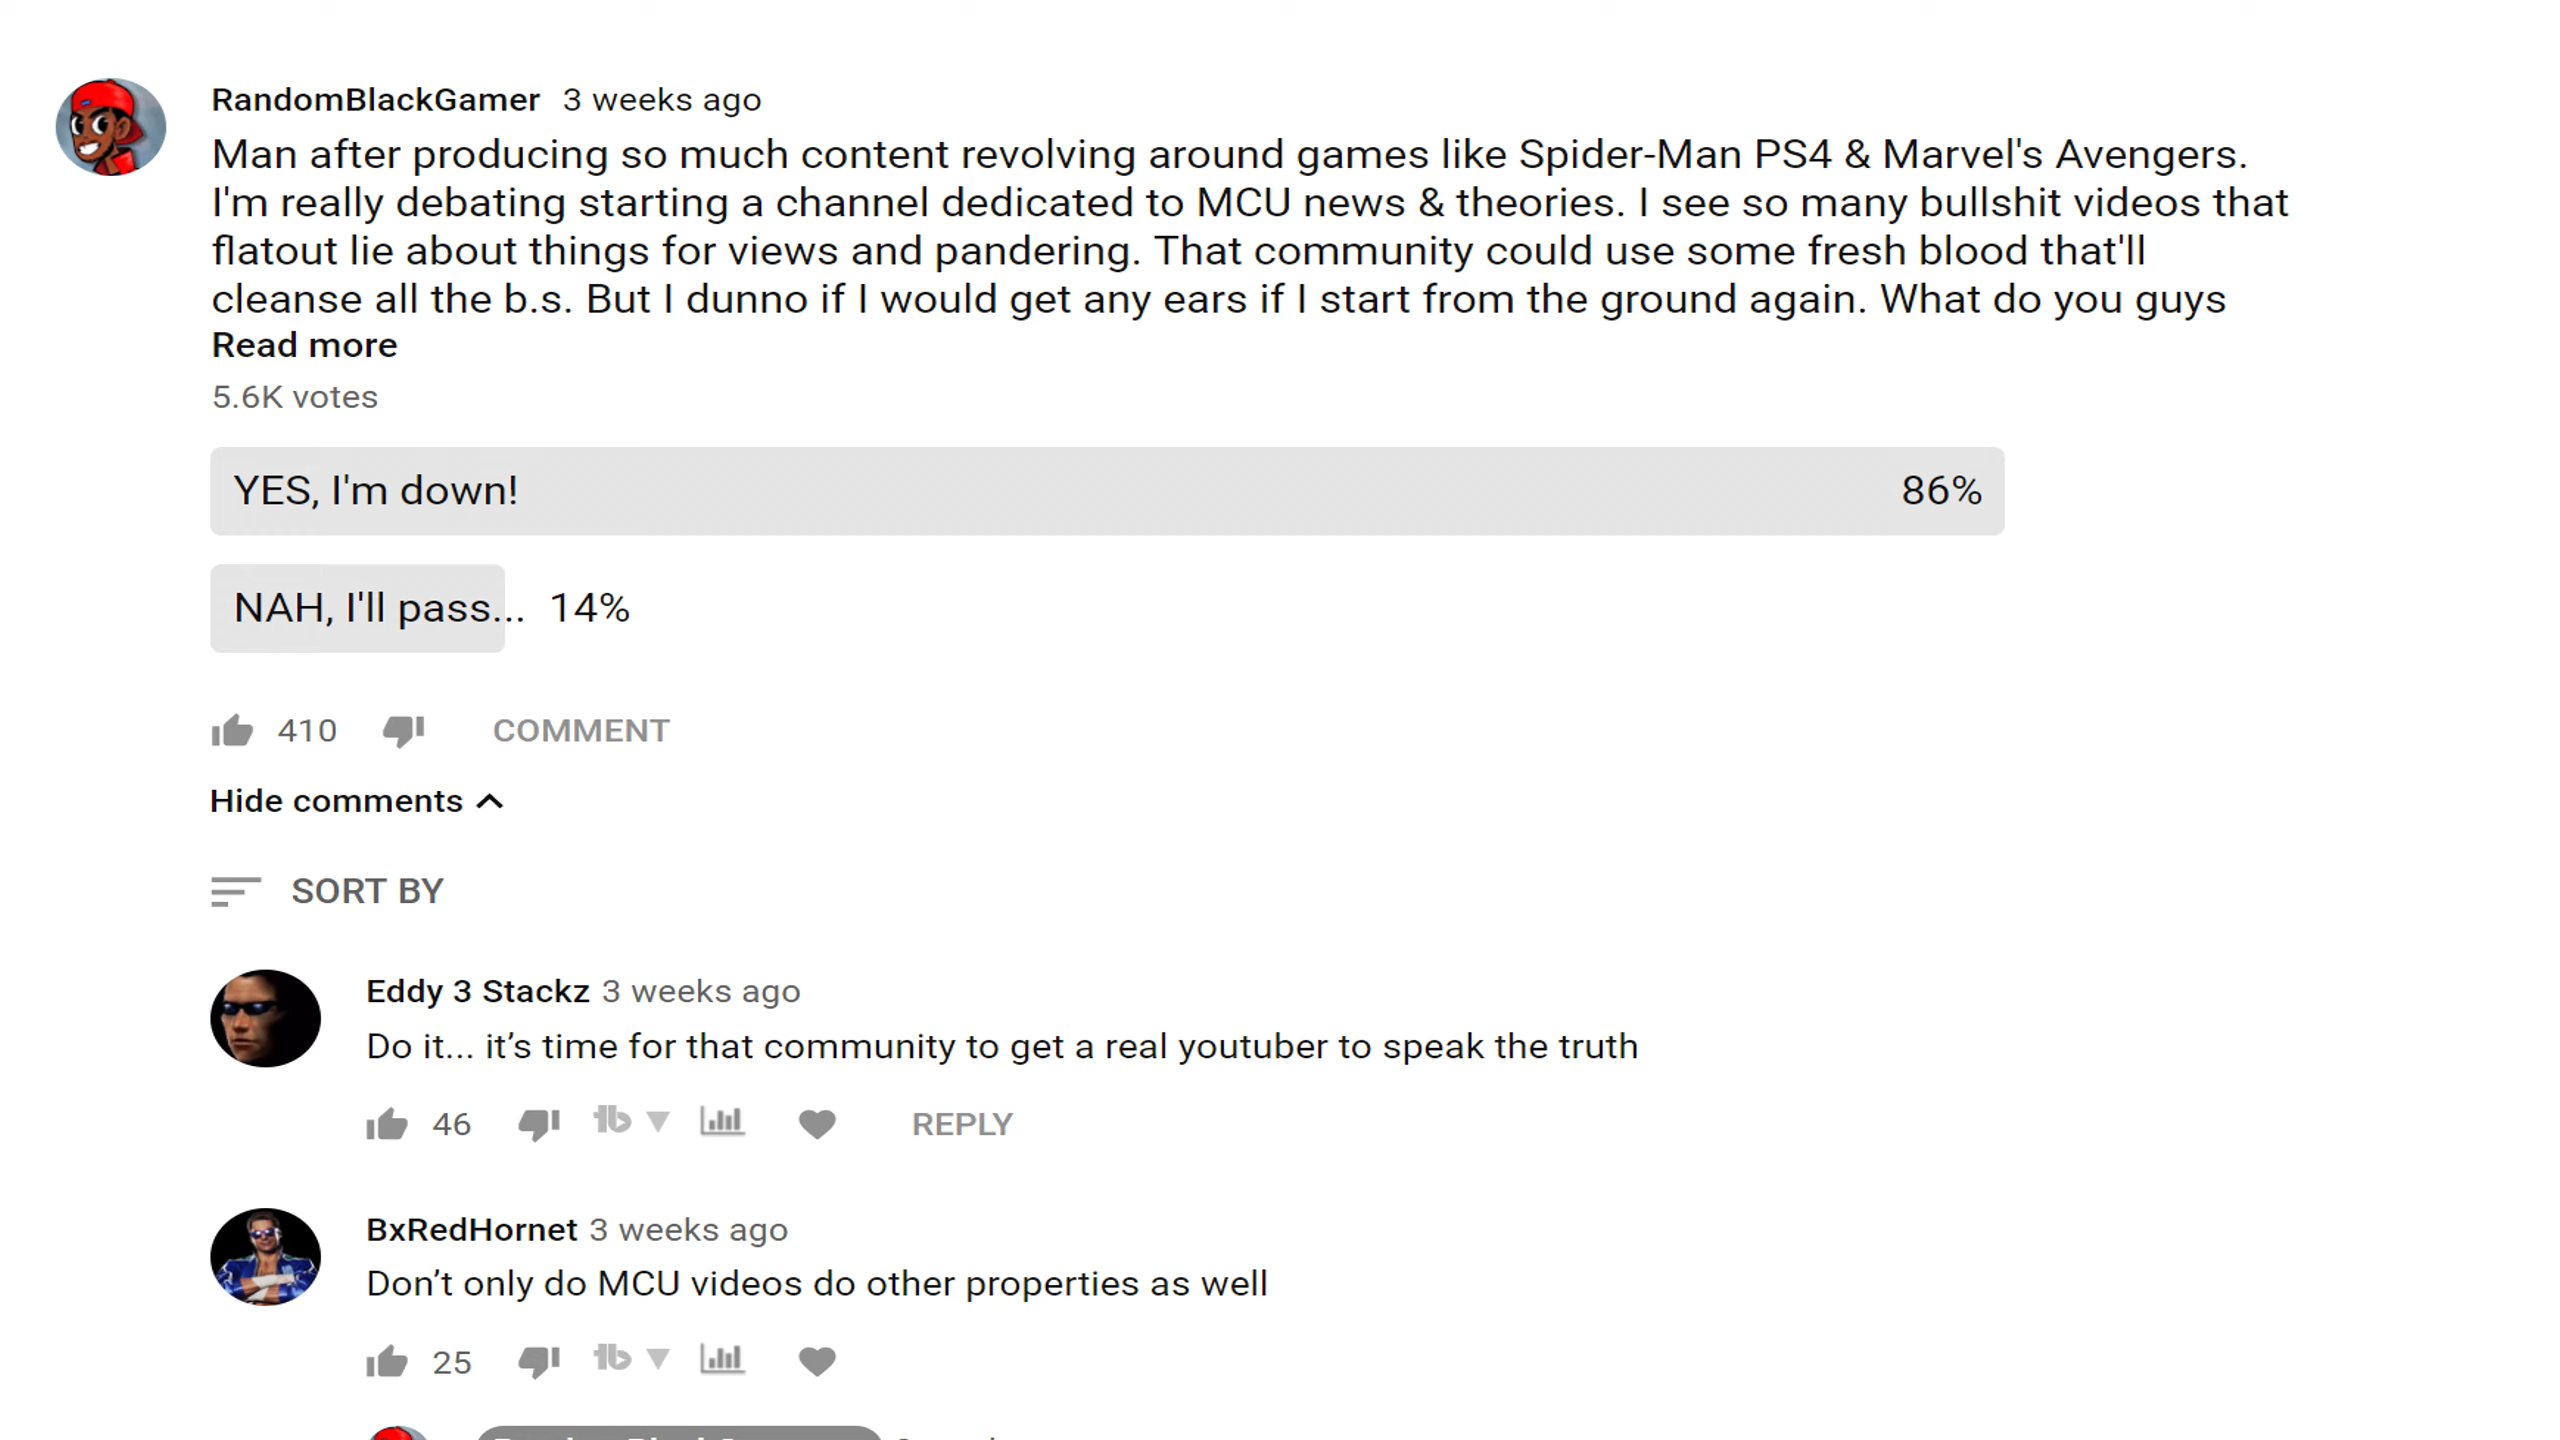 RandomBlackGamer 3 weeks ago
Man after producing so much content revolving around games like Spider-Man PS4 & Marvel's Avengers.
I'm really debating starting a channel dedicated to MCU news & theories. I see so many bullshit videos that
flatout lie about things for views and pandering. That community could use some fresh blood that'll
cleanse all the b.s. But I dunno if I would get any ears if I start from the ground again. What do you guys
Read more
5.6K votes
YES, I'm down! 86%
NAH, I'll pass... 14%
410 COMMENT
Hide comments
SORT BY
Eddy 3 Stackz 3 weeks ago
Do it... it’s time for that community to get a real youtuber to speak the truth
46 REPLY
BxRedHornet 3 weeks ago
Don’t only do MCU videos do other properties as well
25